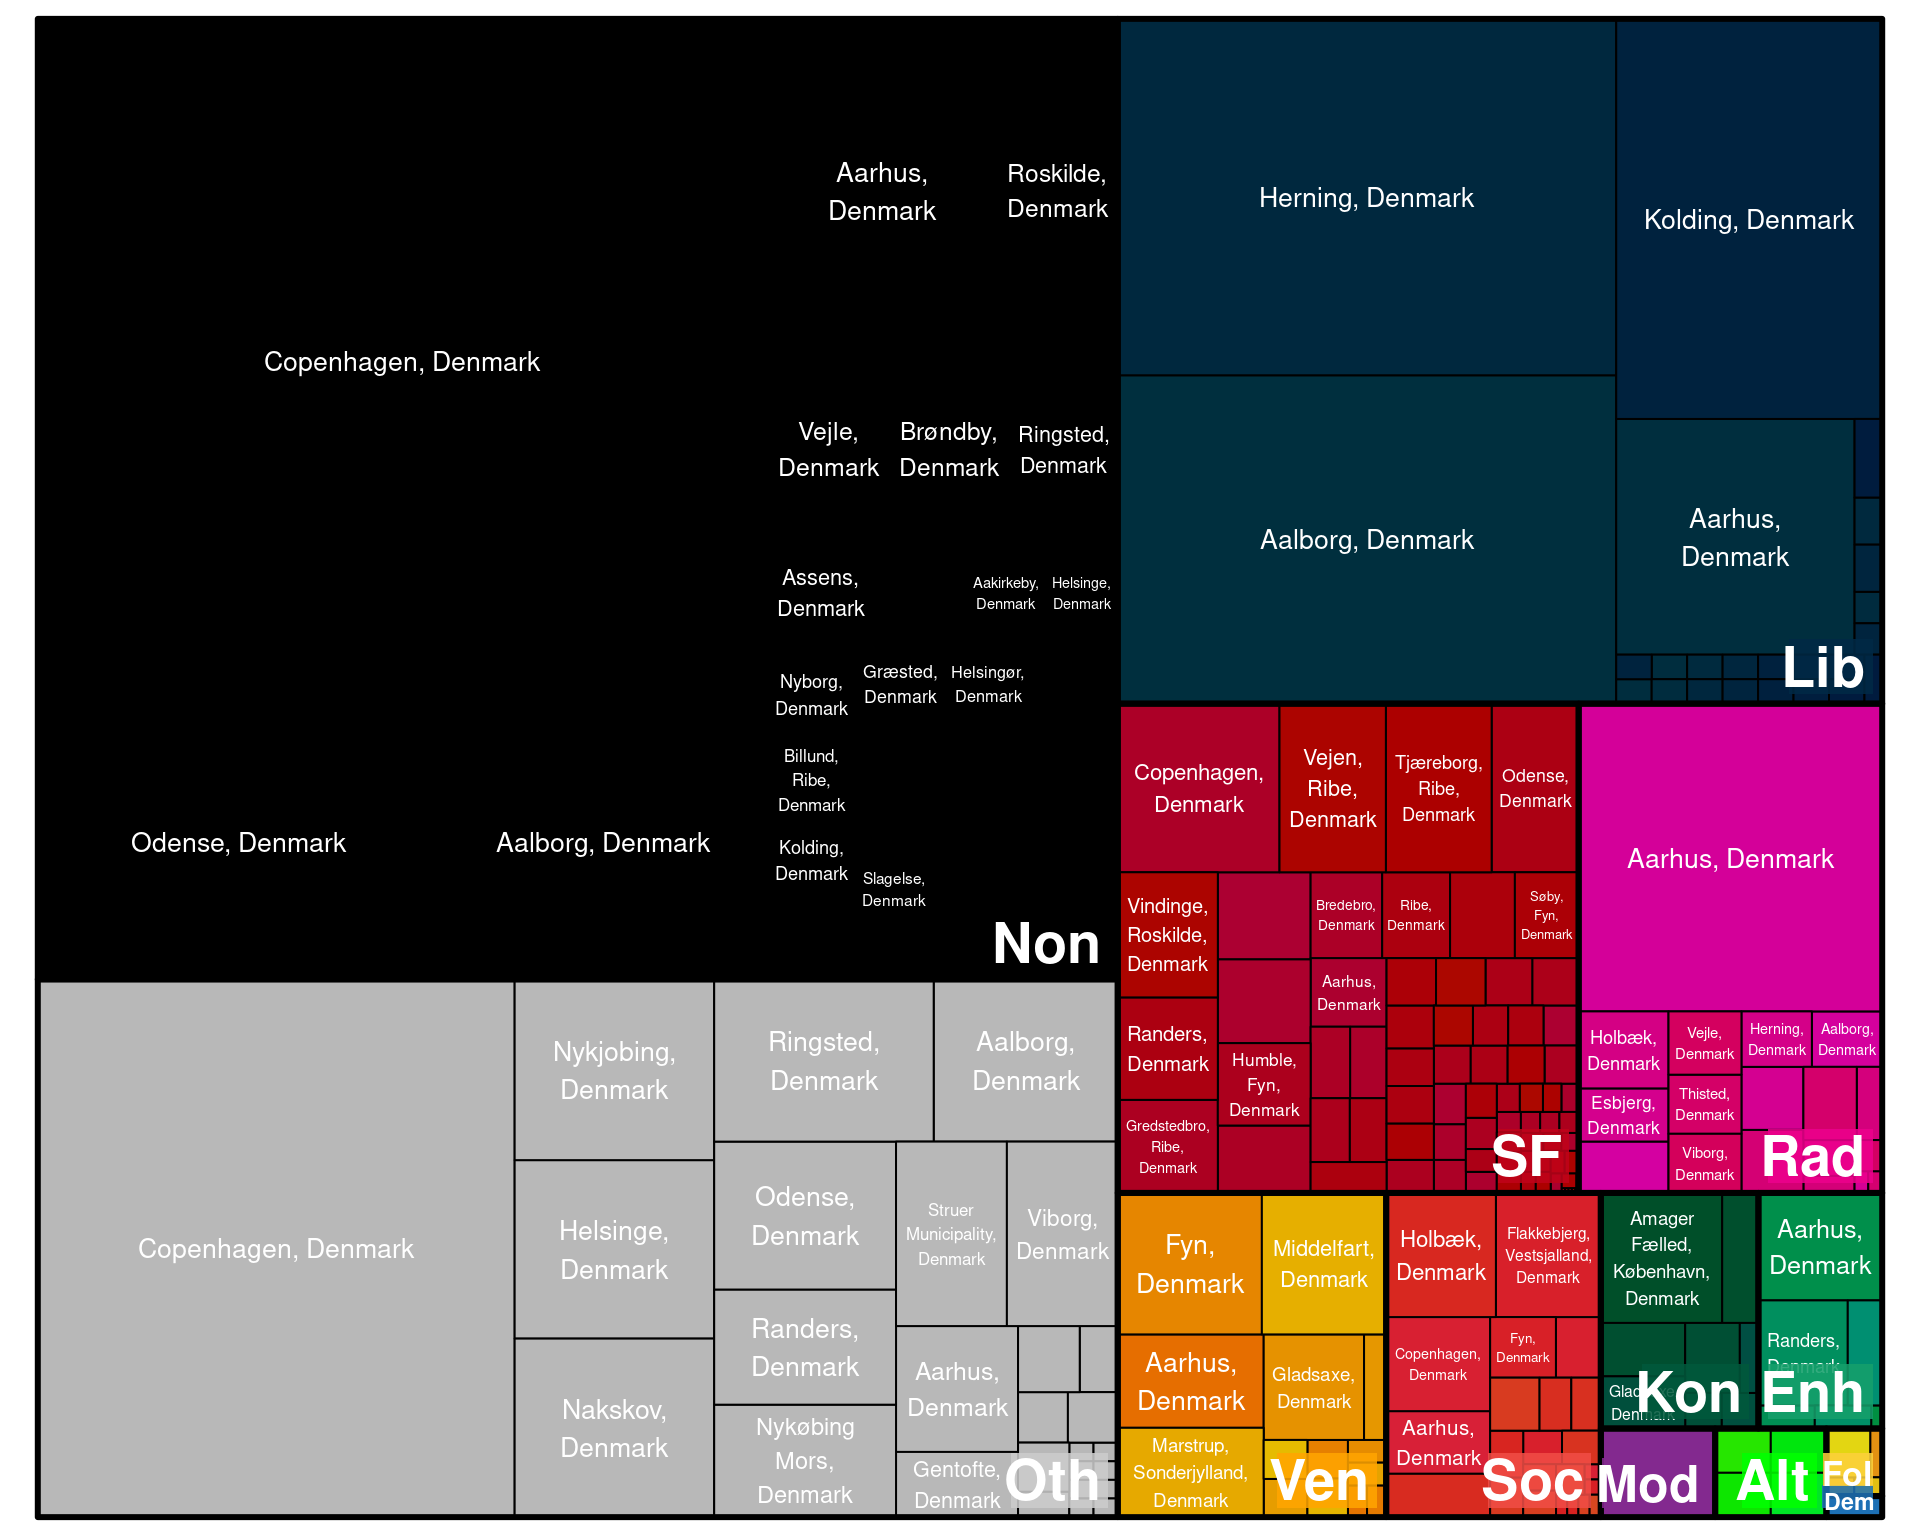 Aarhus,
Denmark
Roskilde,
Denmark
Copenhagen, Denmark
Vejle,
Denmark
Brøndby,
Denmark
Ringsted,
Denmark
Assens,
Denmark
Aakirkeby,
Denmark
Helsinge,
Denmark
Nyborg,
Denmark
Græsted,
Denmark
Helsingør,
Denmark
Billund,
Ribe,
Denmark
Odense, Denmark
Aalborg, Denmark
Kolding,
Denmark
Slagelse,
Denmark
Non
Herning, Denmark
Kolding, Denmark
Aalborg, Denmark
Aarhus,
Denmark
Lib
Copenhagen,
Denmark
Vejen,
Ribe,
Denmark
Tjæreborg,
Ribe,
Denmark
Odense,
Denmark
Vindinge,
Roskilde,
Denmark
Bredebro,
Denmark
Ribe,
Denmark
Søby,
Fyn,
Denmark
Aarhus,
Denmark
Randers,
Denmark
Humble,
Fyn,
Denmark
Gredstedbro,
Ribe,
Denmark
SF
Aarhus, Denmark
Holbæk,
Denmark
Vejle,
Denmark
Herning,
Denmark
Aalborg,
Denmark
Esbjerg,
Denmark
Thisted,
Denmark
Viborg,
Denmark
Rad
Copenhagen, Denmark
Nykjobing,
Denmark
Ringsted,
Denmark
Aalborg,
Denmark
Helsinge,
Denmark
Odense,
Denmark
Struer
Municipality,
Denmark
Viborg,
Denmark
Randers,
Denmark
Nakskov,
Denmark
Aarhus,
Denmark
Nykøbing
Mors,
Denmark
Gentofte,
Denmark
Oth
Fyn,
Denmark
Middelfart,
Denmark
Aarhus,
Denmark
Gladsaxe,
Denmark
Marstrup,
Sonderjylland,
Denmark
Ven
Holbæk,
Denmark
Flakkebjerg,
Vestsjalland,
Denmark
Copenhagen,
Denmark
Fyn,
Denmark
Aarhus,
Denmark
Soc
Amager
Fælled,
København,
Denmark
Kon
Aarhus,
Denmark
Randers,
Denmark
Enh
Mod
Alt
Fol
Dem